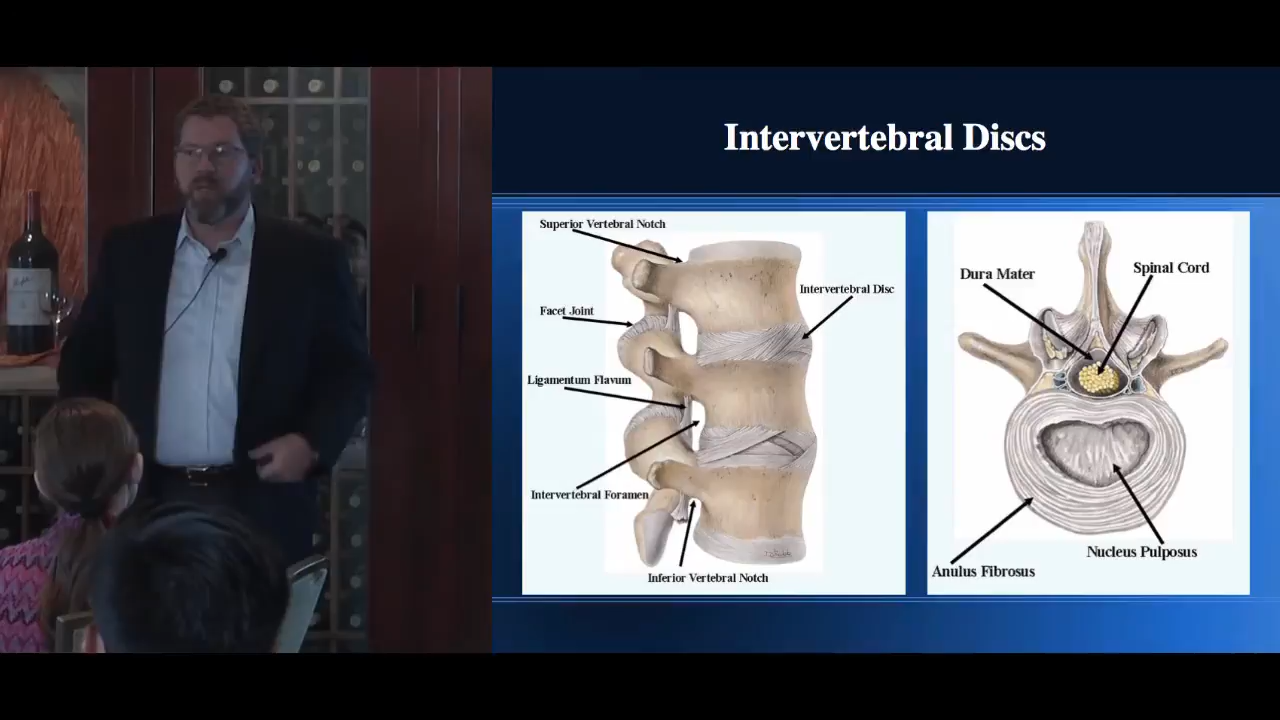 Intervertebral Discs
Superior Vertebral Notch
Intervertebral Disc
Facet Joint
Ligamentum Flavum
Intervertebral Foramen
Inferior Vertebral Notch
Dura Mater
Spinal Cord
Nucleus Pulposus
Anulus Fibrosus